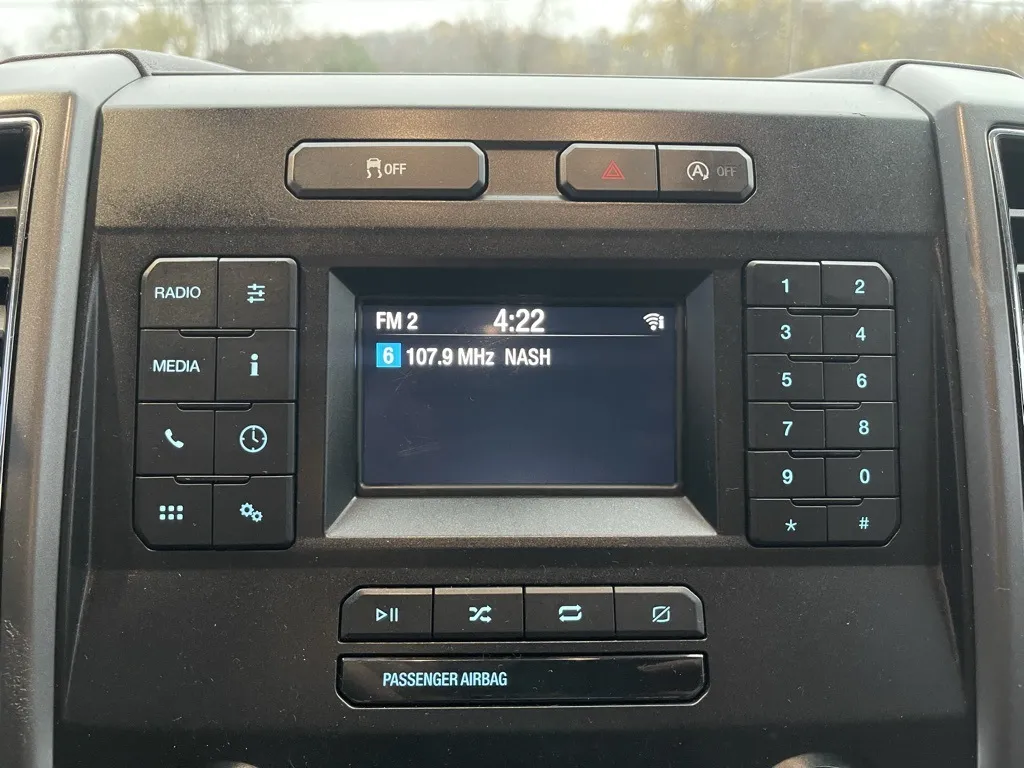 OFF
A OFF
RADIO
MEDIA
i
FM 2 4:22
6 107.9 MHz NASH
1 2
3 4
5 6
7 8
9 0
* #
PASSENGER AIRBAG